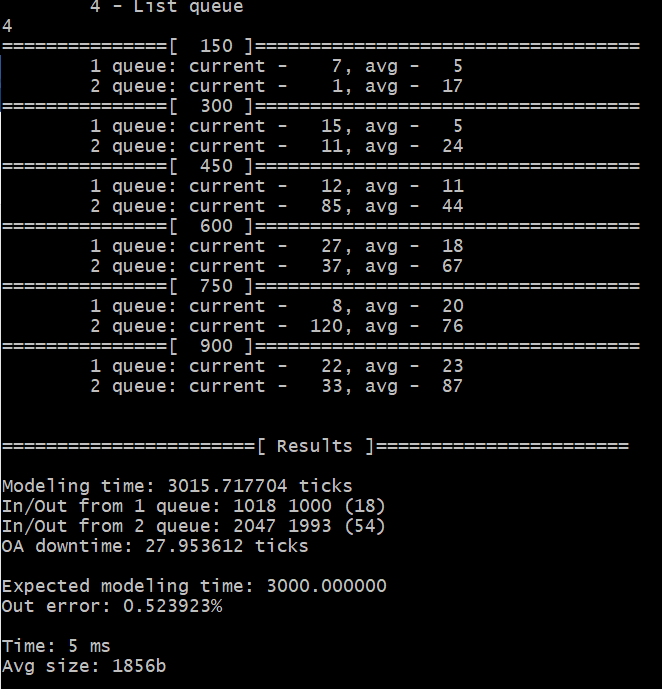 4 - List queue
4
===============[  150 ]===================================
        1 queue: current -    7, avg -   5
        2 queue: current -    1, avg -  17
===============[  300 ]===================================
        1 queue: current -   15, avg -   5
        2 queue: current -   11, avg -  24
===============[  450 ]===================================
        1 queue: current -   12, avg -  11
        2 queue: current -   85, avg -  44
===============[  600 ]===================================
        1 queue: current -   27, avg -  18
        2 queue: current -   37, avg -  67
===============[  750 ]===================================
        1 queue: current -    8, avg -  20
        2 queue: current -  120, avg -  76
===============[  900 ]===================================
        1 queue: current -   22, avg -  23
        2 queue: current -   33, avg -  87
=======================[ Results ]=======================
Modeling time: 3015.717704 ticks
In/Out from 1 queue: 1018 1000 (18)
In/Out from 2 queue: 2047 1993 (54)
OA downtime: 27.953612 ticks
Expected modeling time: 3000.000000
Out error: 0.523923%
Time: 5 ms
Avg size: 1856b